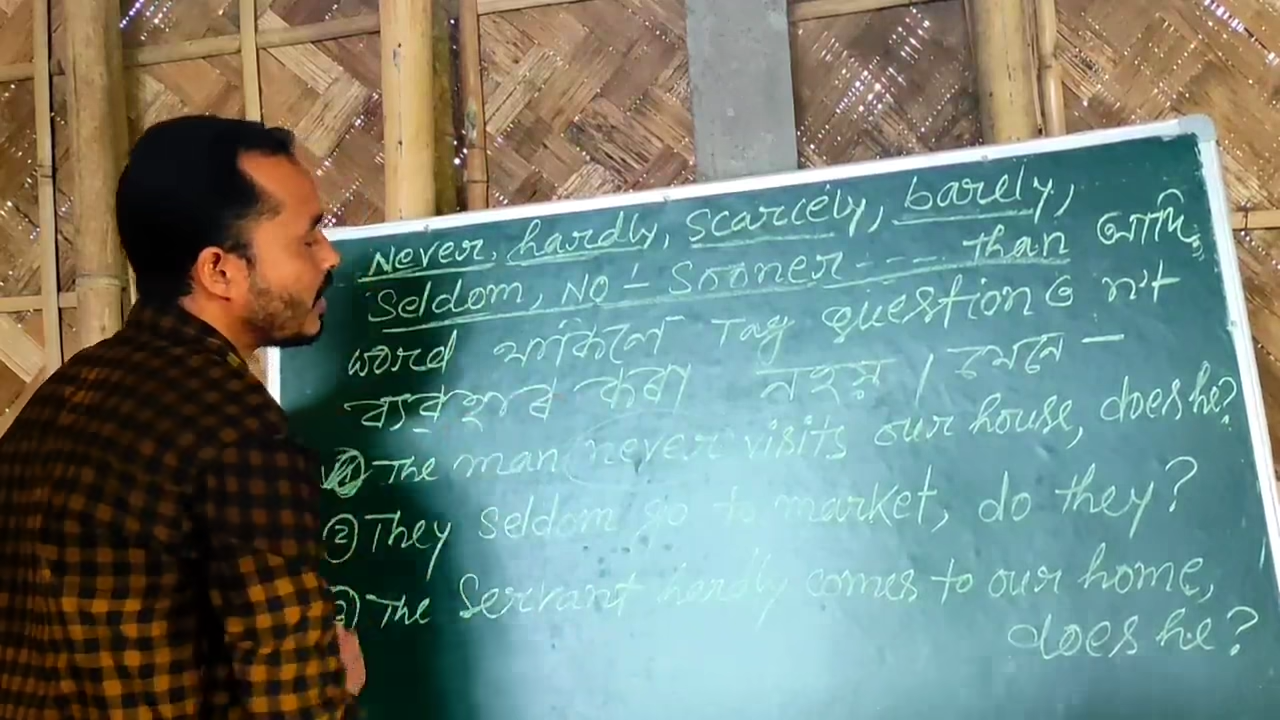 Never, hardly, scarcely, barely,
Seldom, No - Sooner ---- than আদি,
word থাকিলে Tag question ত n't
ব্যৱহাৰ কৰা নহয় । যেনে —
① The man never visits our house, does he?
② They seldom go to market, do they?
③ The Servant hardly comes to our home,
does he?